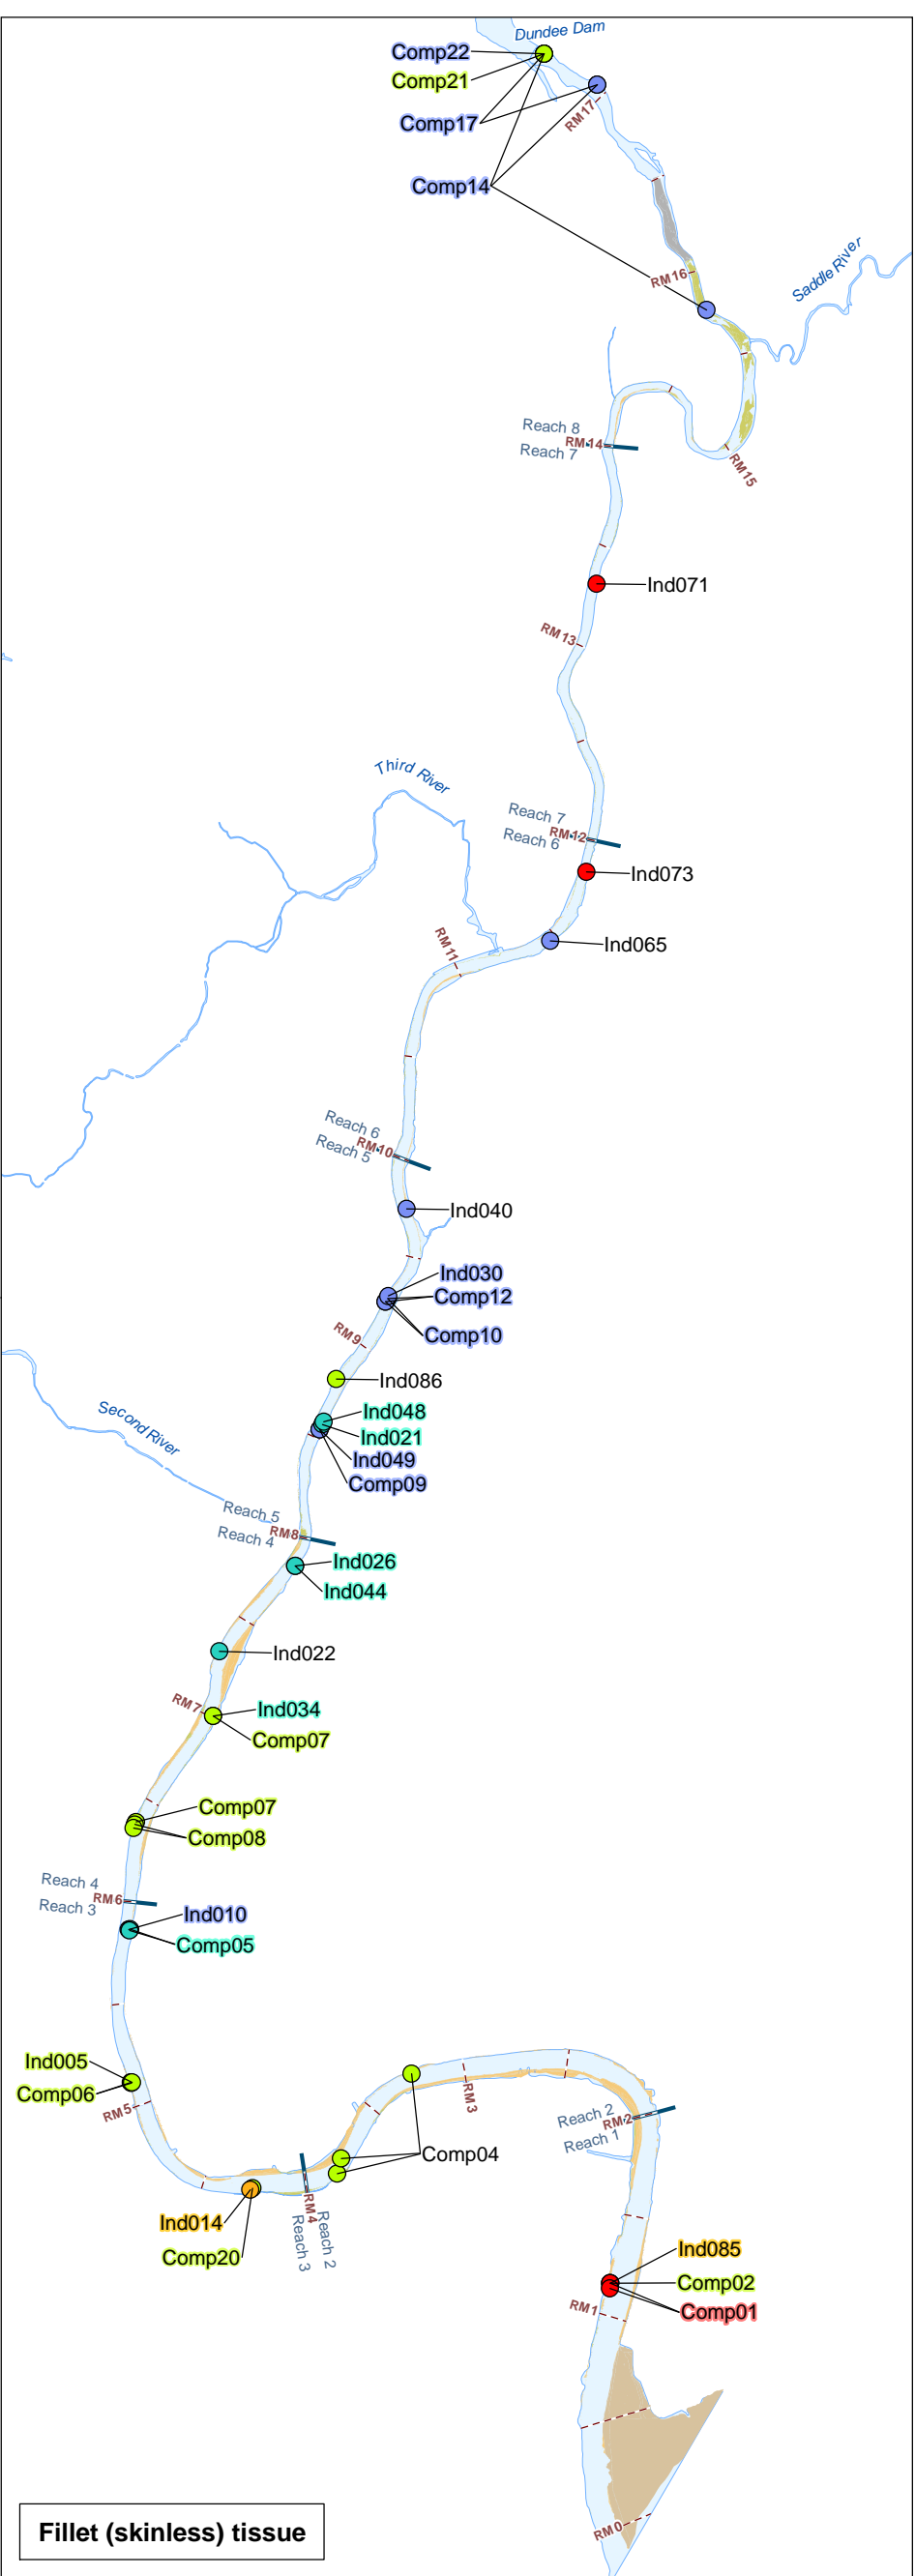 Dundee Dam
Comp22
Comp21
Comp17
RM17
Comp14
Saddle River
RM16
Reach 8
RM14
Reach 7
RM15
Ind071
RM13
Third River
Reach 7
RM12
Reach 6
Ind073
RM11
Ind065
Reach 6
RM10
Reach 5
Ind040
Ind030
Comp12
Comp10
RM9
Ind086
Ind048
Second River
Ind021
Ind049
Comp09
Reach 5
RM8
Reach 4
Ind026
Ind044
Ind022
RM7
Ind034
Comp07
Comp07
Comp08
Reach 4
RM6
Reach 3
Ind010
Comp05
Ind005
Comp06
RM5
RM3
Reach 2
RM2
Reach 1
Comp04
RM4
Reach 2
Reach 3
Ind014
Comp20
Ind085
Comp02
RM1
Comp01
RM0
Fillet (skinless) tissue